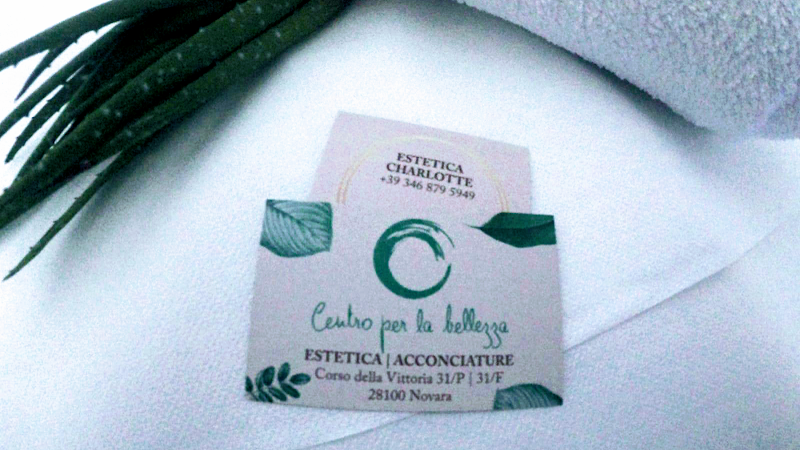 ESTETICA
CHARLOTTE
+39 346 879 5949
Centro per la bellezza
ESTETICA | ACCONCIATURE
Corso della Vittoria 31/P | 31/F
28100 Novara